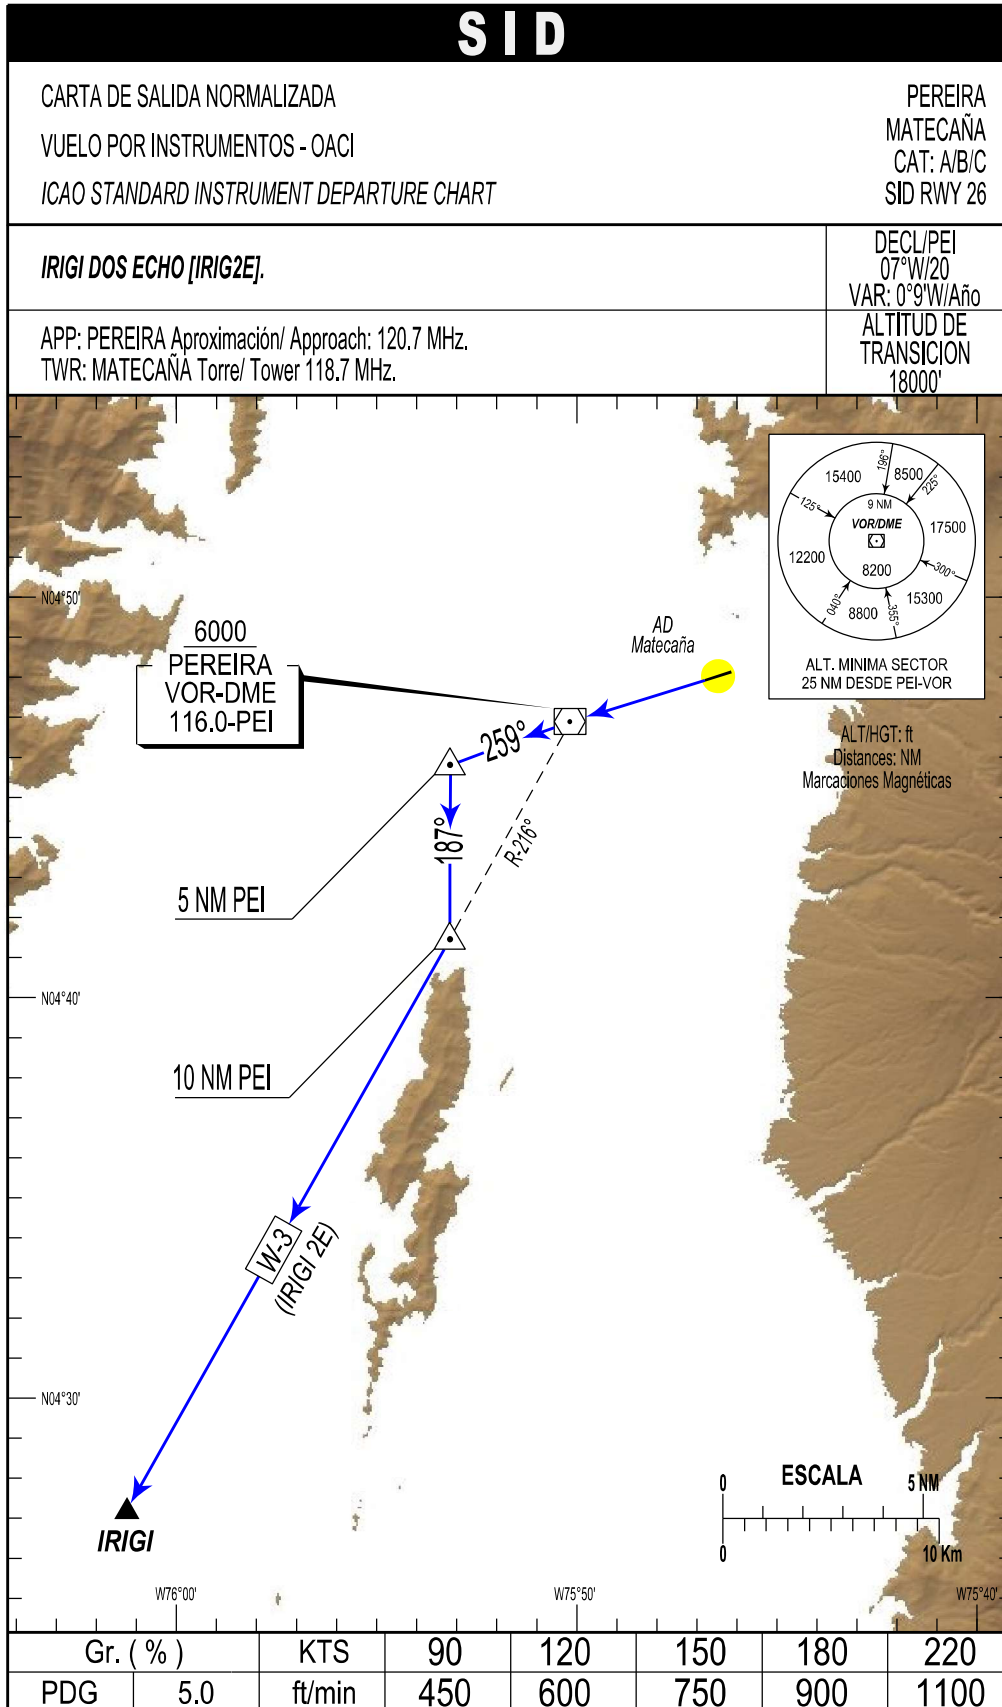 SID
CARTA DE SALIDA NORMALIZADA
VUELO POR INSTRUMENTOS - OACI
ICAO STANDARD INSTRUMENT DEPARTURE CHART
PEREIRA
MATECAÑA
CAT: A/B/C
SID RWY 26
IRIGI DOS ECHO [IRIG2E].
DECL/PEI
07°W/20
VAR: 0°9'W/Año
APP: PEREIRA Aproximación/ Approach: 120.7 MHz.
TWR: MATECAÑA Torre/ Tower 118.7 MHz.
ALTITUD DE
TRANSICION
18000'
196°
15400
8500
225°
125°
9 NM
VOR/DME
17500
12200
8200
300°
15300
040°
8800
355°
ALT. MINIMA SECTOR
25 NM DESDE PEI-VOR
N04°50'
AD
Matecaña
6000
PEREIRA
VOR-DME
116.0-PEI
259°
ALT/HGT: ft
Distances: NM
Marcaciones Magnéticas
187°
R-216°
5 NM PEI
N04°40'
10 NM PEI
W-3
(IRIGI 2E)
N04°30'
IRIGI
0 ESCALA 5 NM
0 10 Km
W76°00' W75°50' W75°40'
Gr. ( % ) KTS 90 120 150 180 220
PDG 5.0 ft/min 450 600 750 900 1100